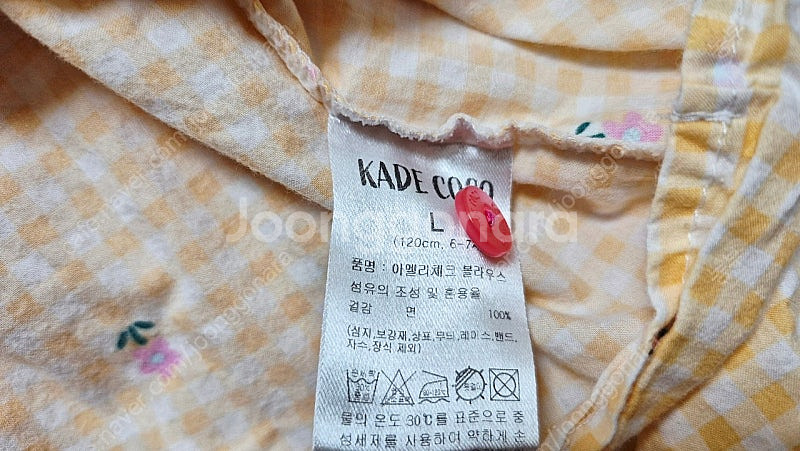 KADE COCO
L
(120cm, 6-7
품명 : 아멜리체크 블라우스
섬유의 조성 및 혼용율
겉감 면 100%
(심지,보강재,상표,무늬,레이스,밴드,
자수,장식 제외)
물의 온도 30℃를 표준으로 중
성세제를 사용하여 약하게 손
Joongonara